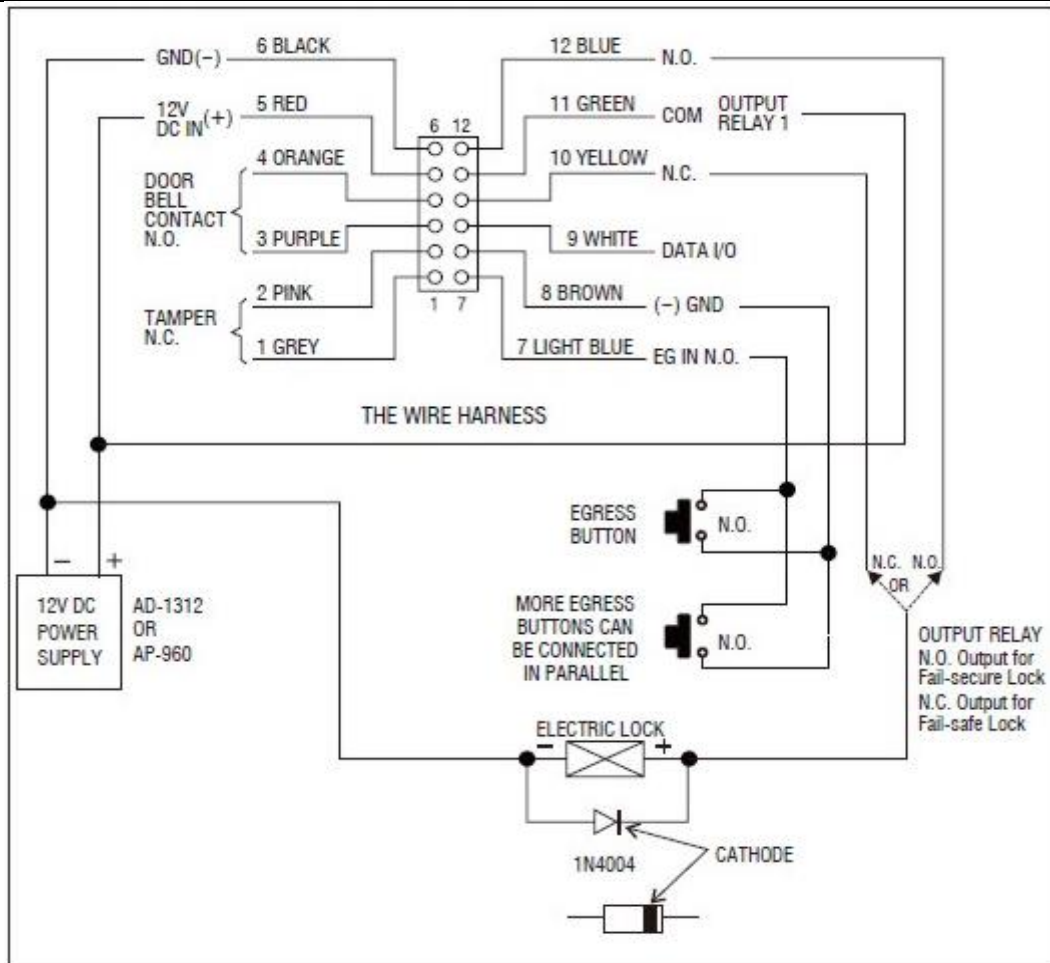 GND(−)
6 BLACK
12V
DC IN(+)
5 RED
4 ORANGE
DOOR
BELL
CONTACT
N.O.
3 PURPLE
2 PINK
TAMPER
N.C.
1 GREY
6 12
1 7
12 BLUE
N.O.
11 GREEN
COM
OUTPUT
RELAY 1
10 YELLOW
N.C.
9 WHITE
DATA I/O
8 BROWN
(−) GND
7 LIGHT BLUE
EG IN N.O.
THE WIRE HARNESS
EGRESS
BUTTON
N.O.
MORE EGRESS
BUTTONS CAN
BE CONNECTED
IN PARALLEL
N.O.
N.C. N.O.
OR
OUTPUT RELAY
N.O. Output for
Fail-secure Lock
N.C. Output for
Fail-safe Lock
− +
12V DC
POWER
SUPPLY
AD-1312
OR
AP-960
ELECTRIC LOCK
− +
1N4004
CATHODE